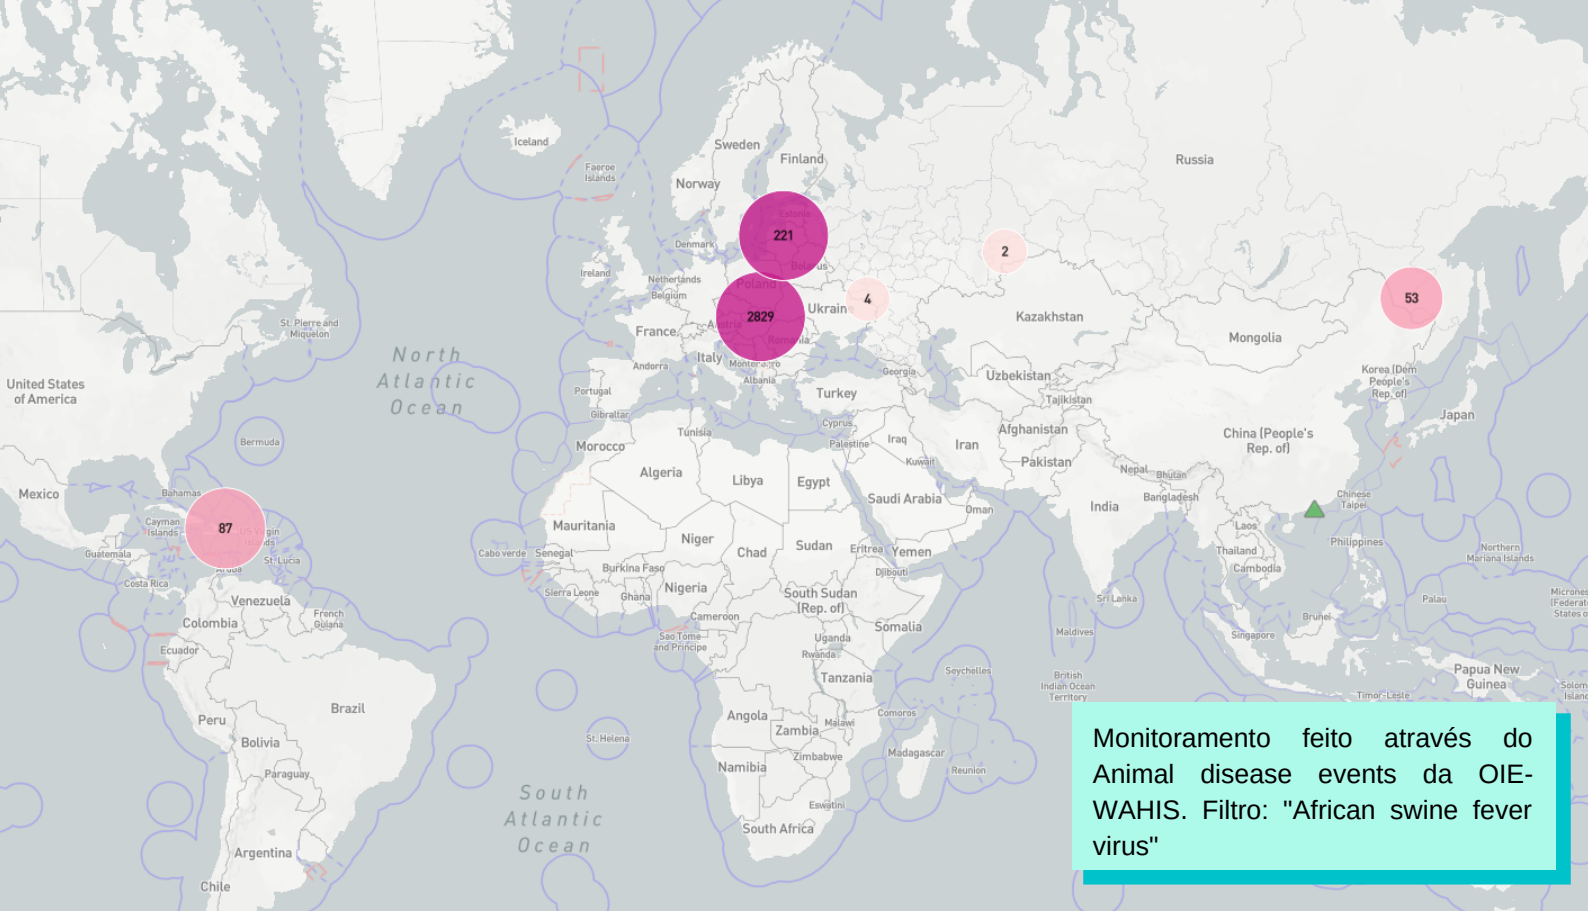 Iceland
Sweden
Finland
Russia
Faeroe
Islands
Norway
Estonia
221
Denmark
2
Belarus
Ireland
Netherlands
Poland
Belgium
4
53
Ukrain
2829
Kazakhstan
St. Pierre and
Miquelon
France
Austria
Romania
Mongolia
North
Atlantic
Ocean
Italy
Montenegro
Andorra
Georgia
Korea (Dem
People's
Rep. of)
United States
of America
Albania
Uzbekistan
Portugal
Turkey
Tajikistan
Gibraltar
Japan
Cyprus
Afghanistan
China (People's
Rep. of)
Bermuda
Tunisia
Morocco
Palestine
Iraq
Iran
Kuwait
Pakistan
Nepal
Bhutan
Algeria
Libya
Egypt
Mexico
Bahamas
Saudi Arabia
Oman
India
Bangladesh
Chinese
Taipei
Cayman
Islands
87
US Virgin
Islands
Mauritania
Niger
Chad
Sudan
Eritrea
Yemen
Laos
Philippines
Northern
Mariana Islands
Guatemala
St. Lucia
Cabo verde
Senegal
Thailand
Aruba
Burkina Faso
Djibouti
Cambodia
Costa Rica
Nigeria
Sierra Leone
Ghana
South Sudan
(Rep. of)
Sri Lanka
Palau
Micrones
(Federat
States o
Venezuela
French
Guiana
Colombia
Cameroon
Somalia
Brunei
Ecuador
Sao Tome
and Principe
Uganda
Maldives
Singapore
Rwanda
Tanzania
Seychelles
British
Indian Ocean
Territory
Papua New
Guinea
Timor-Leste
Solom
Island
Brazil
Peru
Angola
Comoros
Malawi
Zambia
St. Helena
Bolivia
Zimbabwe
Madagascar
Namibia
Reunion
Paraguay
South
Atlantic
Ocean
Eswatini
South Africa
Argentina
Chile
Monitoramento feito através do
Animal disease events da OIE-
WAHIS. Filtro: "African swine fever
virus"